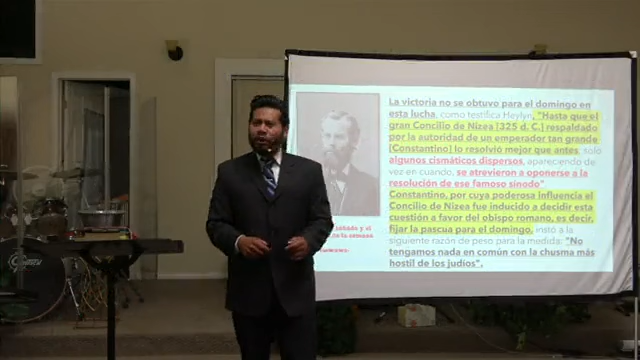 La victoria no se obtuvo para el domingo en
esta lucha, como testifica Heylyn, "Hasta que el
gran Concilio de Nizea [325 d. C.] respaldado
por la autoridad de un emperador tan grande
[Constantino] lo resolvió mejor que antes, solo
algunos cismáticos dispersos, apareciendo de
vez en cuando, se atrevieron a oponerse a la
resolución de ese famoso sínodo"
Constantino, por cuya poderosa influencia el
Concilio de Nizea fue inducido a decidir esta
cuestión a favor del obispo romano, es decir,
fijar la pascua para el domingo, instó a la
siguiente razón de peso para la medida: "No
tengamos nada en común con la chusma más
hostil de los judíos".
sábado y el
la semana